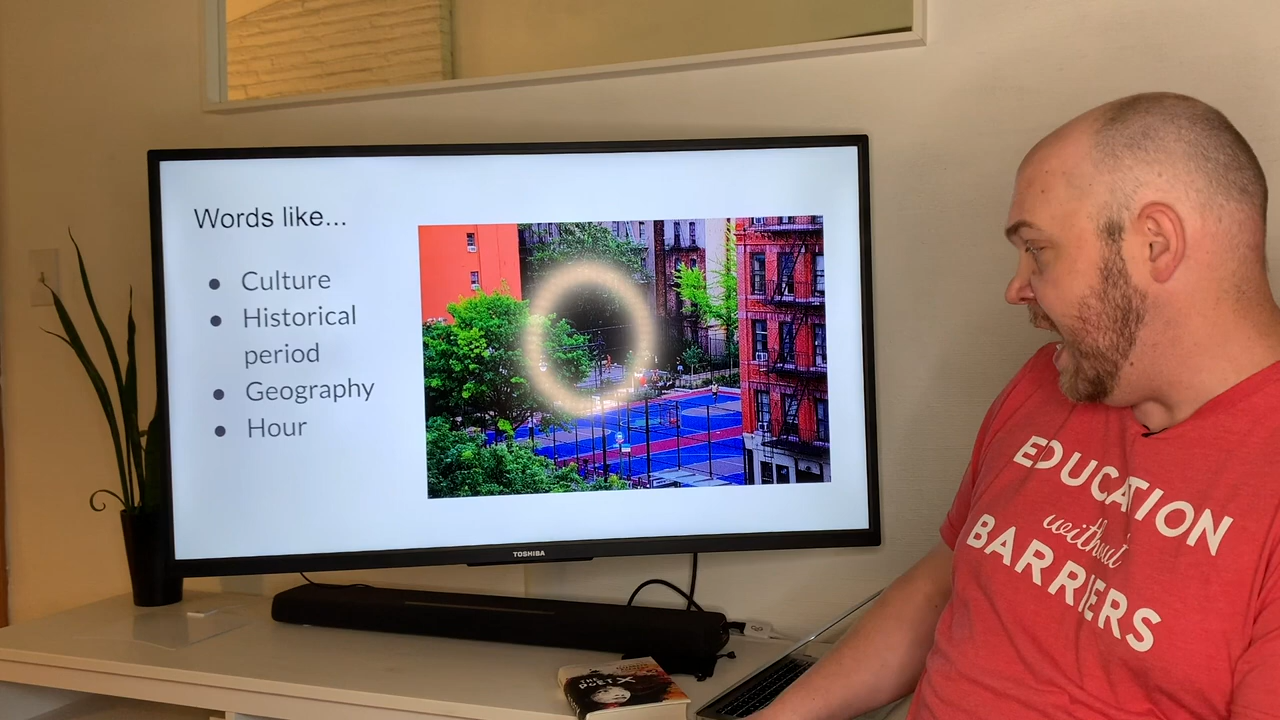 Words like...
● Culture
● Historical
period
● Geography
● Hour
TOSHIBA
EDUCATION
without
BARRIERS
THE
POET X